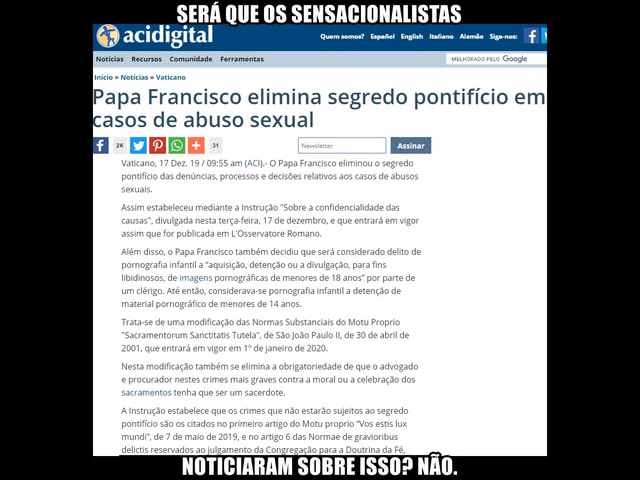 SERÁ QUE OS SENSACIONALISTAS
acidigital
Quem somos? Español English Italiano Alemão Siga-nos:
Notícias Recursos Comunidade Ferramentas
MELHORADO PELO Google
Início » Notícias » Vaticano
Papa Francisco elimina segredo pontifício em
casos de abuso sexual
2K 31 Newsletter Assinar
Vaticano, 17 Dez. 19 / 09:55 am (ACI).- O Papa Francisco eliminou o segredo
pontifício das denúncias, processos e decisões relativos aos casos de abusos
sexuais.
Assim estabeleceu mediante a Instrução "Sobre a confidencialidade das
causas", divulgada nesta terça-feira, 17 de dezembro, e que entrará em vigor
assim que for publicada em L'Osservatore Romano.
Além disso, o Papa Francisco também decidiu que será considerado delito de
pornografia infantil a "aquisição, detenção ou a divulgação, para fins
libidinosos, de imagens pornográficas de menores de 18 anos" por parte de
um clérigo. Até então, considerava-se pornografia infantil a detenção de
material pornográfico de menores de 14 anos.
Trata-se de uma modificação das Normas Substanciais do Motu Proprio
"Sacramentorum Sanctitatis Tutela", de São João Paulo II, de 30 de abril de
2001, que entrará em vigor em 1º de janeiro de 2020.
Nesta modificação também se elimina a obrigatoriedade de que o advogado
e procurador nestes crimes mais graves contra a moral ou a celebração dos
sacramentos tenha que ser um sacerdote.
A Instrução estabelece que os crimes que não estarão sujeitos ao segredo
pontifício são os citados no primeiro artigo do Motu proprio "Vos estis lux
mundi", de 7 de maio de 2019, e no artigo 6 das Normae de gravioribus
delictis reservados ao julgamento da Congregação para a Doutrina da Fé,
NOTICIARAM SOBRE ISSO? NÃO.